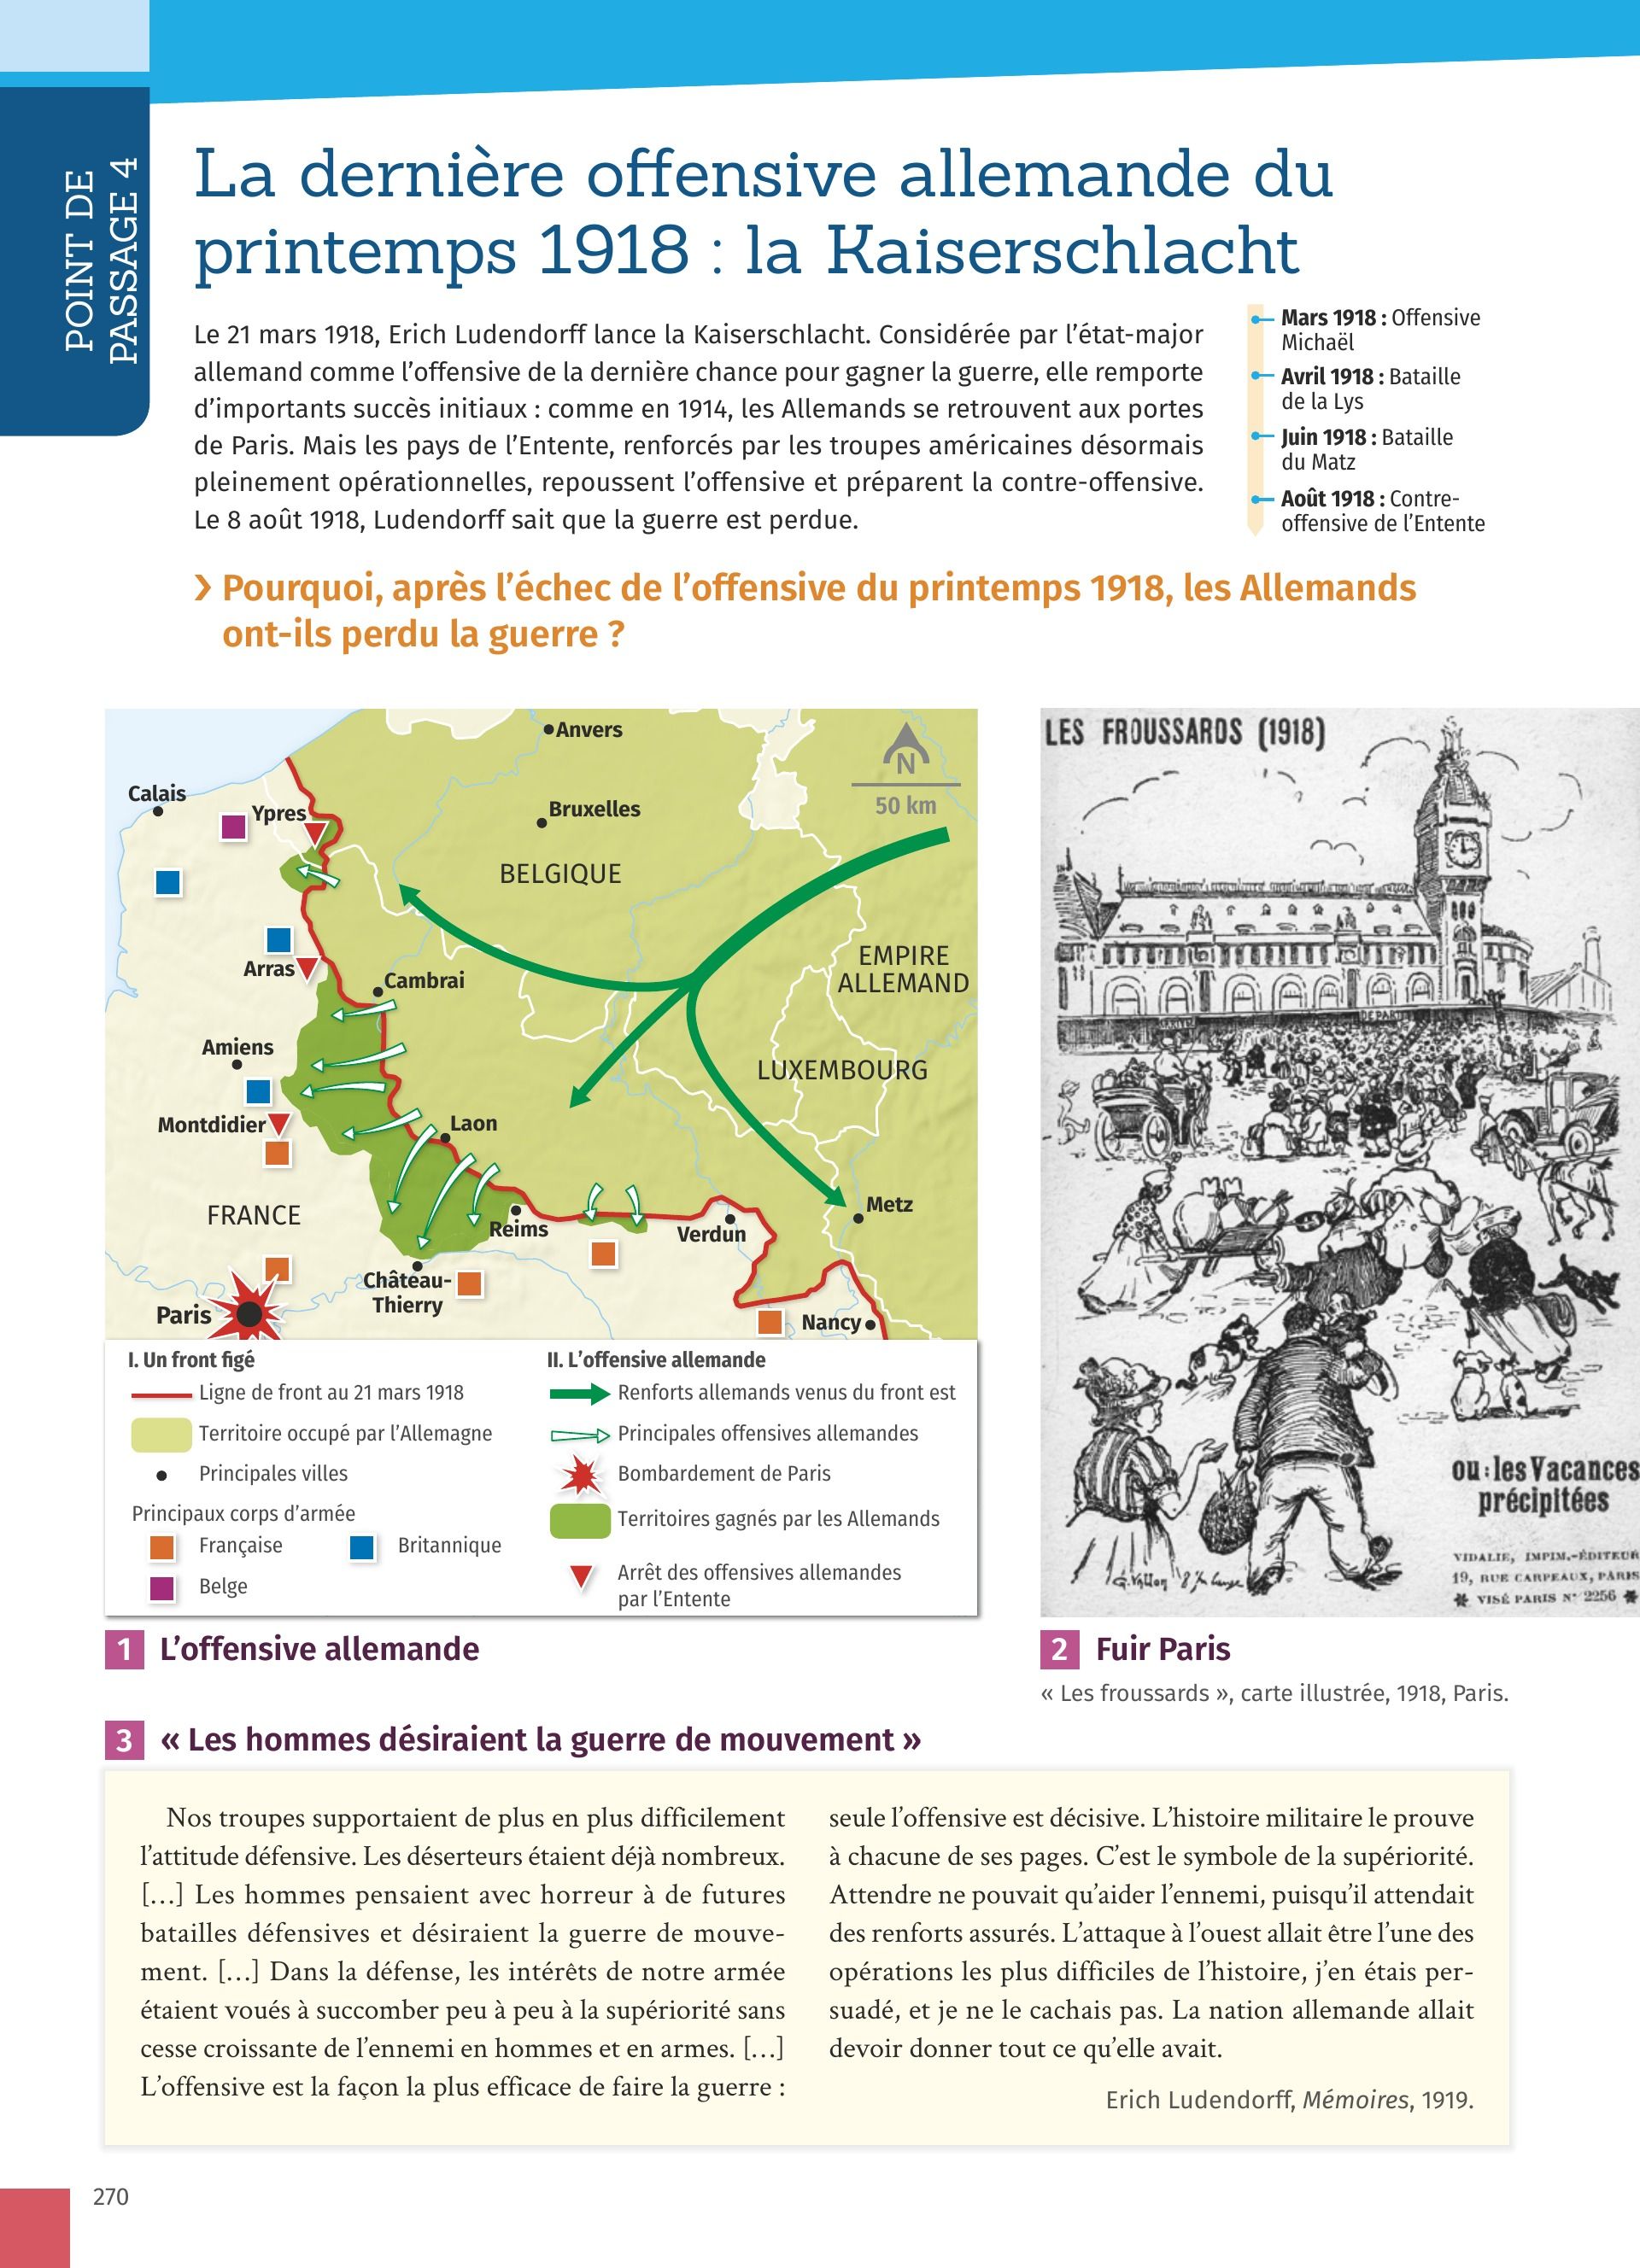 POINT DE
PASSAGE 4
La dernière offensive allemande du
printemps 1918 : la Kaiserschlacht
Le 21 mars 1918, Erich Ludendorff lance la Kaiserschlacht. Considérée par l’état-major
allemand comme l’offensive de la dernière chance pour gagner la guerre, elle remporte
d’importants succès initiaux : comme en 1914, les Allemands se retrouvent aux portes
de Paris. Mais les pays de l’Entente, renforcés par les troupes américaines désormais
pleinement opérationnelles, repoussent l’offensive et préparent la contre-offensive.
Le 8 août 1918, Ludendorff sait que la guerre est perdue.
Mars 1918 : Offensive
Michaël
Avril 1918 : Bataille
de la Lys
Juin 1918 : Bataille
du Matz
Août 1918 : Contre-
offensive de l’Entente
› Pourquoi, après l’échec de l’offensive du printemps 1918, les Allemands
ont-ils perdu la guerre ?
Anvers
N
50 km
Calais
Ypres
Bruxelles
BELGIQUE
EMPIRE
ALLEMAND
Arras
Cambrai
Amiens
LUXEMBOURG
Montdidier
Laon
FRANCE
Reims
Verdun
Metz
Château-
Thierry
Paris
Nancy
I. Un front figé
Ligne de front au 21 mars 1918
Territoire occupé par l’Allemagne
Principales villes
Principaux corps d’armée
Française
Britannique
Belge
II. L’offensive allemande
Renforts allemands venus du front est
Principales offensives allemandes
Bombardement de Paris
Territoires gagnés par les Allemands
Arrêt des offensives allemandes
par l’Entente
1 L’offensive allemande
LES FROUSSARDS (1918)
DEPART
ou : les Vacances
précipitées
VIDALIE, IMPIM.-ÉDITEUR
19, RUE CARPEAUX, PARIS
VISÉ PARIS N° 2256
2 Fuir Paris
« Les froussards », carte illustrée, 1918, Paris.
3 « Les hommes désiraient la guerre de mouvement »
Nos troupes supportaient de plus en plus difficilement
l’attitude défensive. Les déserteurs étaient déjà nombreux.
[…] Les hommes pensaient avec horreur à de futures
batailles défensives et désiraient la guerre de mouve-
ment. […] Dans la défense, les intérêts de notre armée
étaient voués à succomber peu à peu à la supériorité sans
cesse croissante de l’ennemi en hommes et en armes. […]
L’offensive est la façon la plus efficace de faire la guerre :
seule l’offensive est décisive. L’histoire militaire le prouve
à chacune de ses pages. C’est le symbole de la supériorité.
Attendre ne pouvait qu’aider l’ennemi, puisqu’il attendait
des renforts assurés. L’attaque à l’ouest allait être l’une des
opérations les plus difficiles de l’histoire, j’en étais per-
suadé, et je ne le cachais pas. La nation allemande allait
devoir donner tout ce qu’elle avait.
Erich Ludendorff, Mémoires, 1919.
270